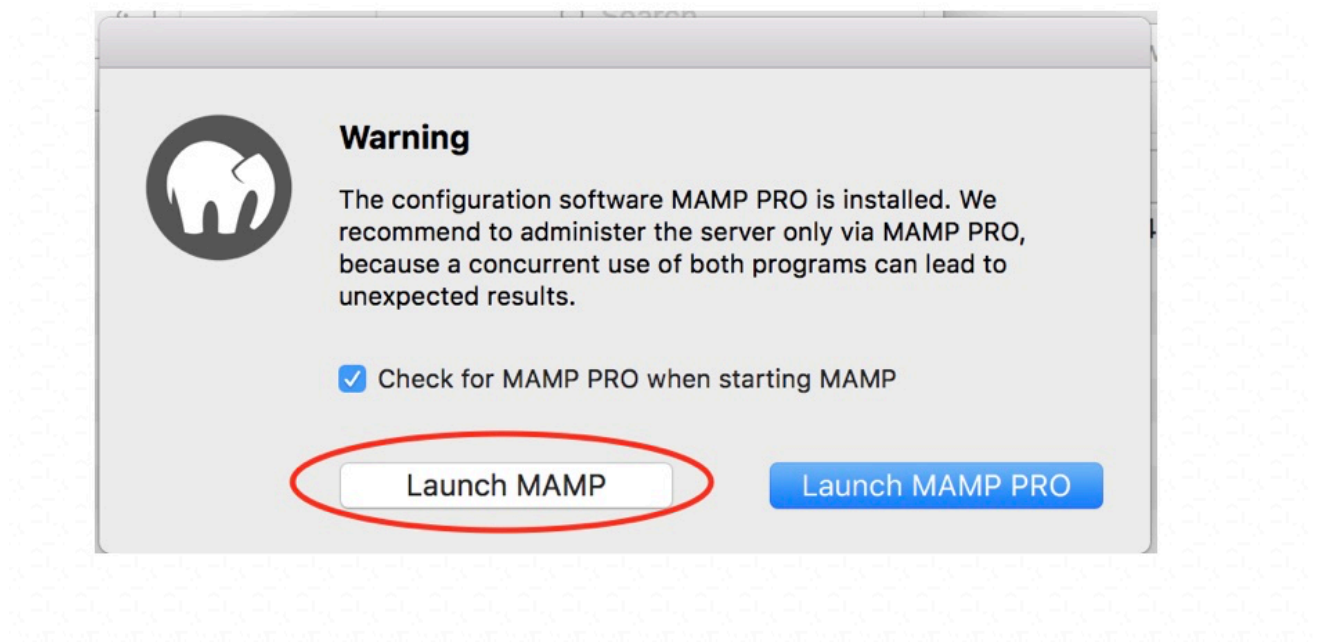 Search
Warning
The configuration software MAMP PRO is installed. We
recommend to administer the server only via MAMP PRO,
because a concurrent use of both programs can lead to
unexpected results.
Check for MAMP PRO when starting MAMP
Launch MAMP
Launch MAMP PRO